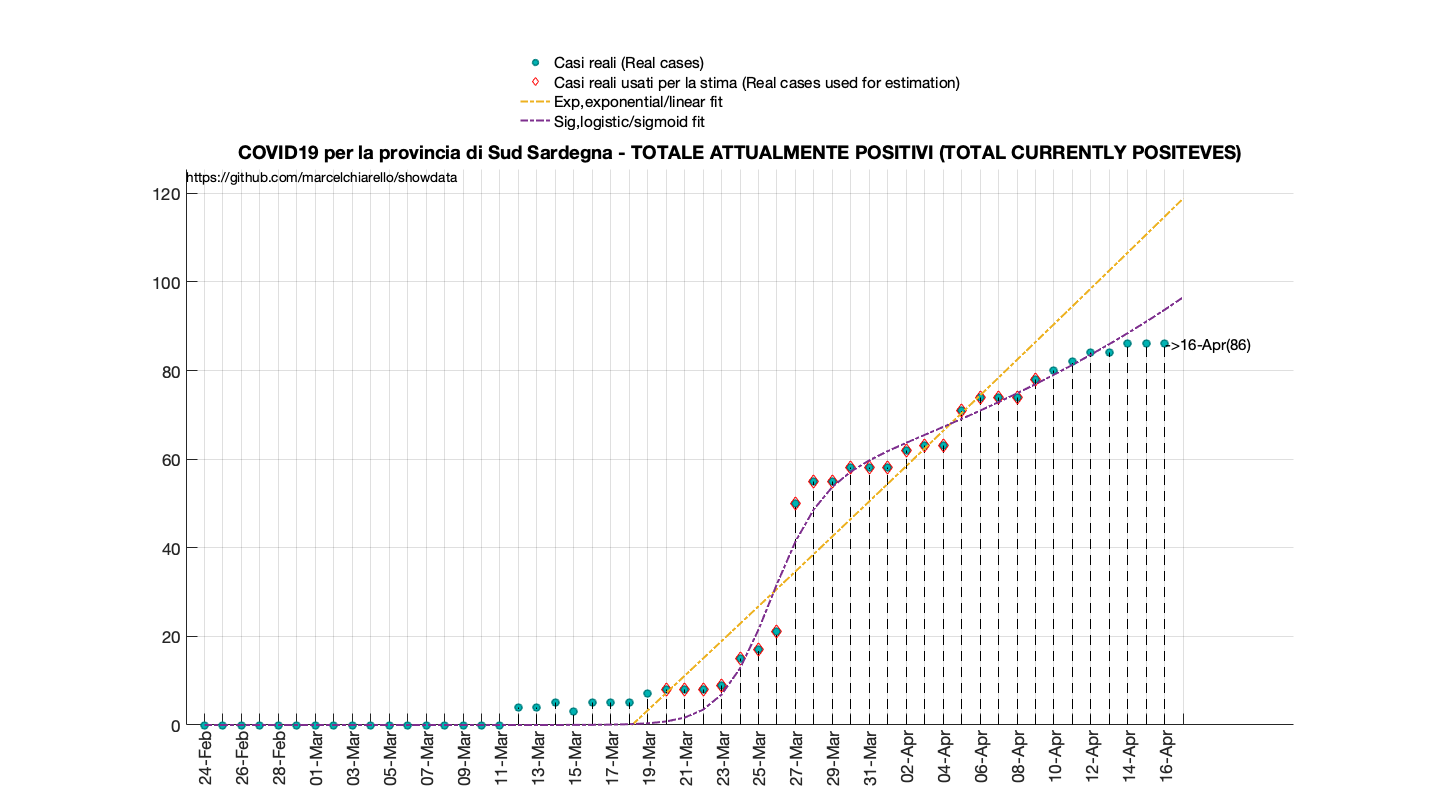 Casi reali (Real cases)
Casi reali usati per la stima (Real cases used for estimation)
Exp,exponential/linear fit
Sig,logistic/sigmoid fit
COVID19 per la provincia di Sud Sardegna - TOTALE ATTUALMENTE POSITIVI (TOTAL CURRENTLY POSITEVES)
https://github.com/marcelchiarello/showdata
120
100
80
60
40
20
0
->16-Apr(86)
24-Feb
26-Feb
28-Feb
01-Mar
03-Mar
05-Mar
07-Mar
09-Mar
11-Mar
13-Mar
15-Mar
17-Mar
19-Mar
21-Mar
23-Mar
25-Mar
27-Mar
29-Mar
31-Mar
02-Apr
04-Apr
06-Apr
08-Apr
10-Apr
12-Apr
14-Apr
16-Apr